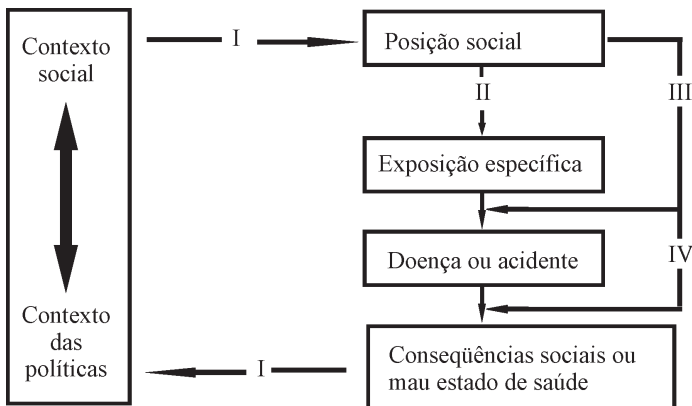 Contexto
social
I
Posição social
II
III
Exposição específica
IV
Doença ou acidente
Contexto
das
políticas
I
Conseqüências sociais ou
mau estado de saúde